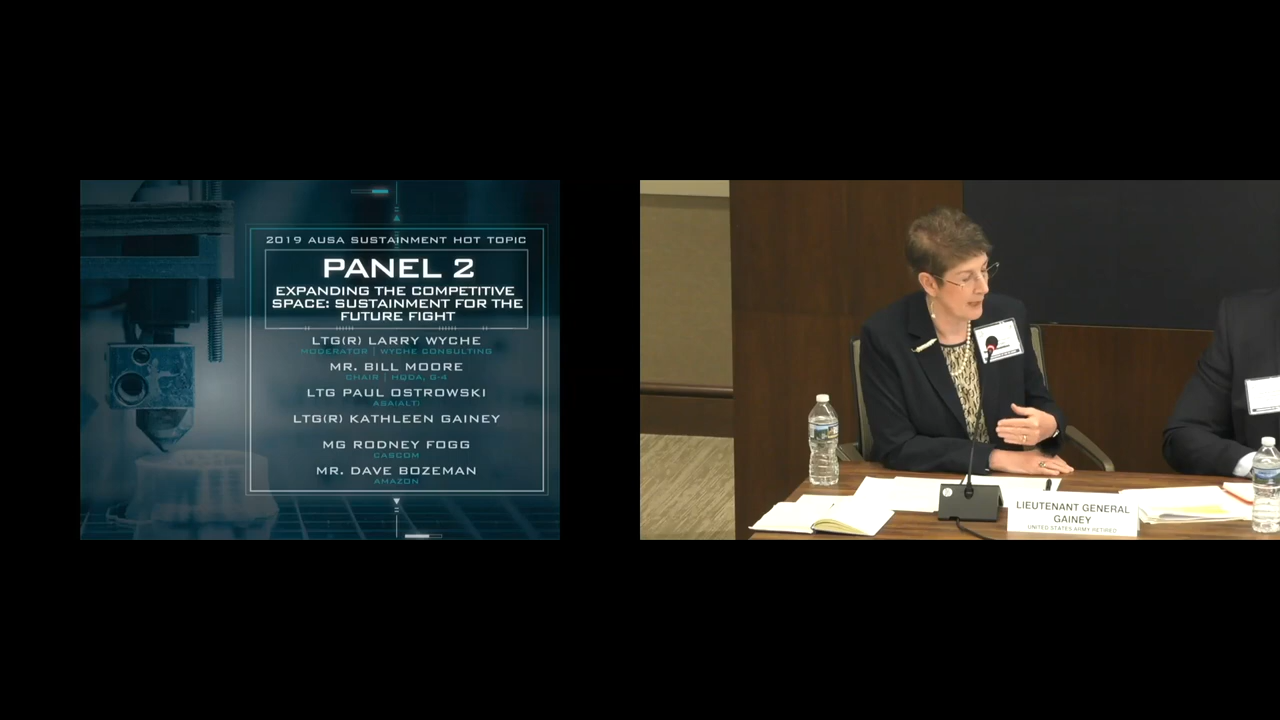 2019 AUSA SUSTAINMENT HOT TOPIC
PANEL 2
EXPANDING THE COMPETITIVE
SPACE: SUSTAINMENT FOR THE
FUTURE FIGHT
LTG(R) LARRY WYCHE
MODERATOR | WYCHE CONSULTING
MR. BILL MOORE
CHAIR | HQDA, G-4
LTG PAUL OSTROWSKI
ASA(ALT)
LTG(R) KATHLEEN GAINEY
MG RODNEY FOGG
CASCOM
MR. DAVE BOZEMAN
AMAZON
LIEUTENANT GENERAL
GAINEY
UNITED STATES ARMY RETIRED